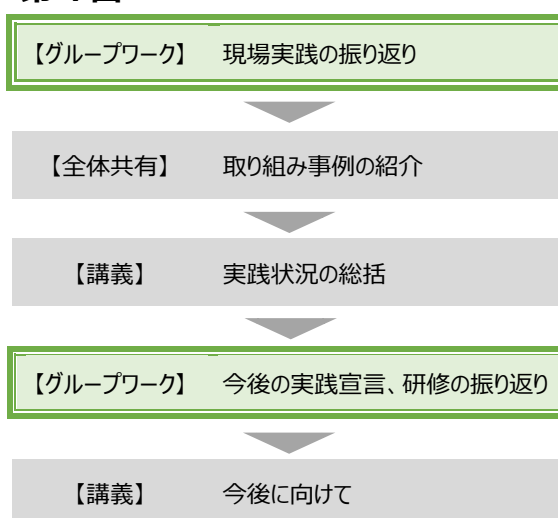 【グループワーク】 現場実践の振り返り
【全体共有】 取り組み事例の紹介
【講義】 実践状況の総括
【グループワーク】 今後の実践宣言、研修の振り返り
【講義】 今後に向けて